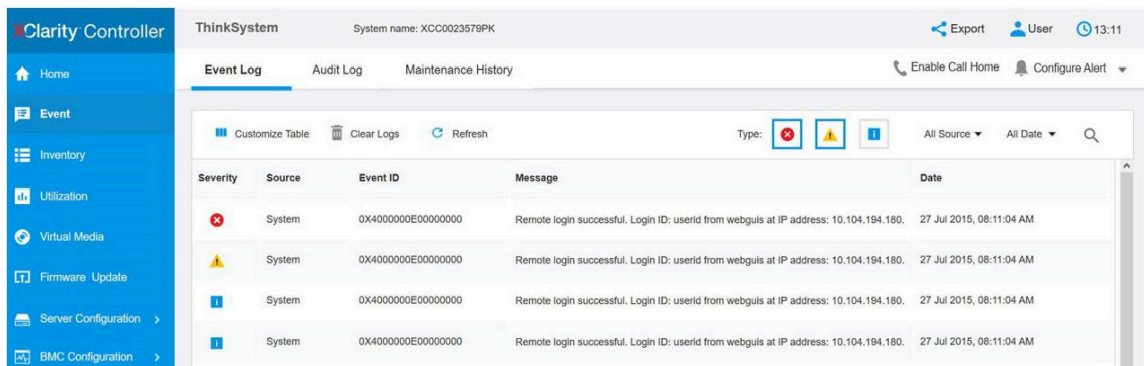 XClarity Controller
ThinkSystem
System name: XCC0023579PK
Export
User
13:11
Home
Event Log
Audit Log
Maintenance History
Enable Call Home
Configure Alert
Event
Customize Table
Clear Logs
Refresh
Type:
All Source
All Date
Inventory
Severity Source Event ID Message Date
Utilization
System 0X4000000E00000000 Remote login successful. Login ID: userid from webguis at IP address: 10.104.194.180. 27 Jul 2015, 08:11:04 AM
Virtual Media
System 0X4000000E00000000 Remote login successful. Login ID: userid from webguis at IP address: 10.104.194.180. 27 Jul 2015, 08:11:04 AM
Firmware Update
System 0X4000000E00000000 Remote login successful. Login ID: userid from webguis at IP address: 10.104.194.180. 27 Jul 2015, 08:11:04 AM
Server Configuration
System 0X4000000E00000000 Remote login successful. Login ID: userid from webguis at IP address: 10.104.194.180. 27 Jul 2015, 08:11:04 AM
BMC Configuration